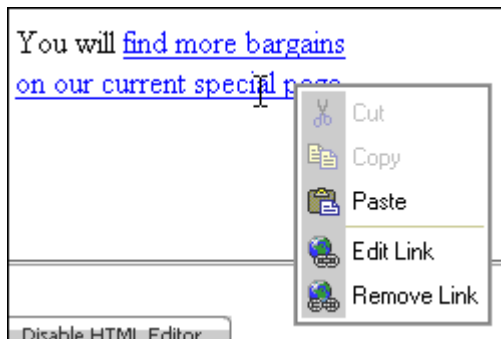 You will find more bargains
on our current special page
Cut
Copy
Paste
Edit Link
Remove Link
Disable HTML Editor